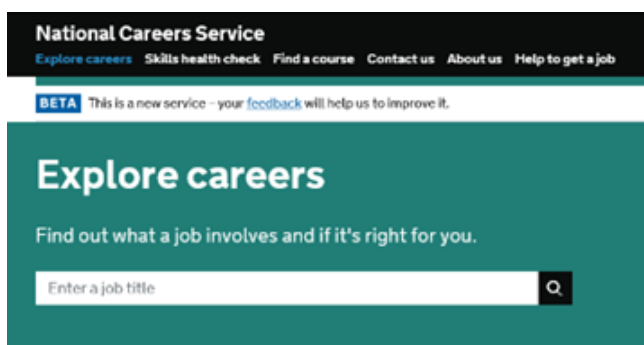 National Careers Service
Explore careers Skills health check Find a course Contact us About us Help to get a job
BETA This is a new service - your feedback will help us to improve it.
Explore careers
Find out what a job involves and if it's right for you.
Enter a job title